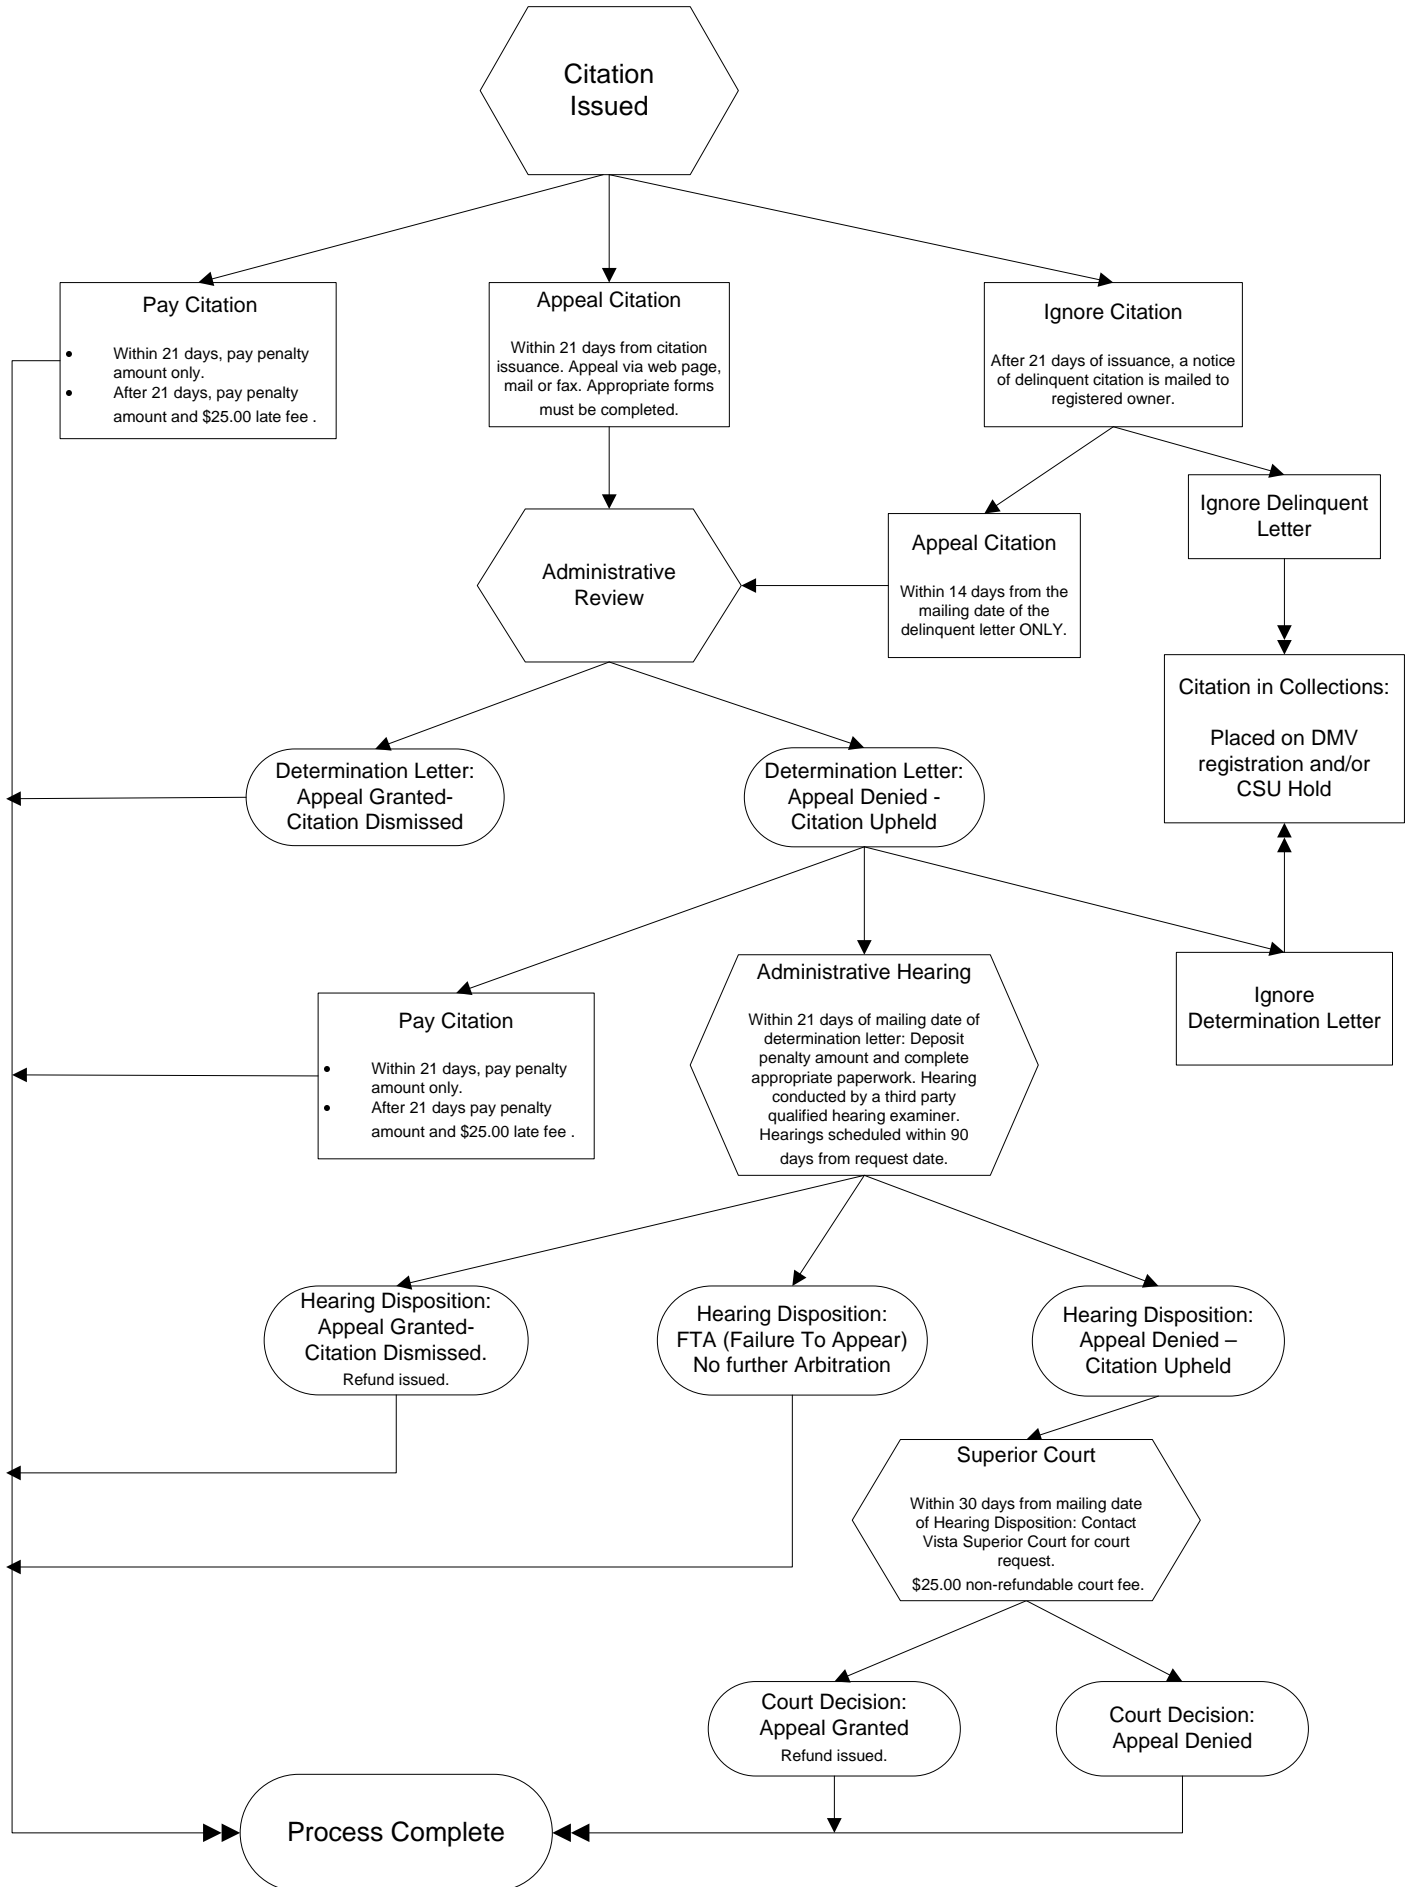 Citation
Issued
Pay Citation
• Within 21 days, pay penalty
amount only.
• After 21 days, pay penalty
amount and $25.00 late fee .
Appeal Citation
Within 21 days from citation
issuance. Appeal via web page,
mail or fax. Appropriate forms
must be completed.
Ignore Citation
After 21 days of issuance, a notice
of delinquent citation is mailed to
registered owner.
Ignore Delinquent
Letter
Appeal Citation
Within 14 days from the
mailing date of the
delinquent letter ONLY.
Administrative
Review
Citation in Collections:
Placed on DMV
registration and/or
CSU Hold
Determination Letter:
Appeal Granted-
Citation Dismissed
Determination Letter:
Appeal Denied -
Citation Upheld
Pay Citation
• Within 21 days, pay penalty
amount only.
• After 21 days pay penalty
amount and $25.00 late fee .
Administrative Hearing
Within 21 days of mailing date of
determination letter: Deposit
penalty amount and complete
appropriate paperwork. Hearing
conducted by a third party
qualified hearing examiner.
Hearings scheduled within 90
days from request date.
Ignore
Determination Letter
Hearing Disposition:
Appeal Granted-
Citation Dismissed.
Refund issued.
Hearing Disposition:
FTA (Failure To Appear)
No further Arbitration
Hearing Disposition:
Appeal Denied –
Citation Upheld
Superior Court
Within 30 days from mailing date
of Hearing Disposition: Contact
Vista Superior Court for court
request.
$25.00 non-refundable court fee.
Court Decision:
Appeal Granted
Refund issued.
Court Decision:
Appeal Denied
Process Complete